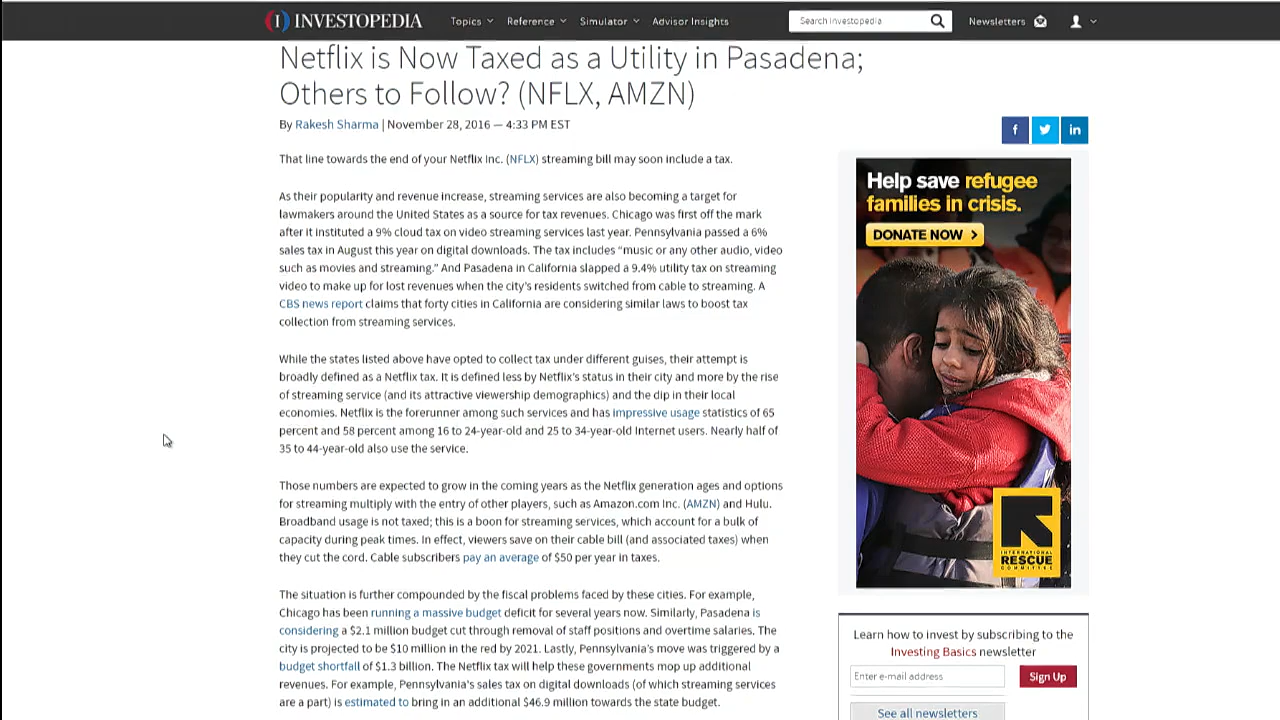 INVESTOPEDIA Topics Reference Simulator Advisor Insights Search Investopedia Newsletters
Netflix is Now Taxed as a Utility in Pasadena;
Others to Follow? (NFLX, AMZN)
By Rakesh Sharma | November 28, 2016 — 4:33 PM EST
That line towards the end of your Netflix Inc. (NFLX) streaming bill may soon include a tax.
As their popularity and revenue increase, streaming services are also becoming a target for
lawmakers around the United States as a source for tax revenues. Chicago was first off the mark
after it instituted a 9% cloud tax on video streaming services last year. Pennsylvania passed a 6%
sales tax in August this year on digital downloads. The tax includes “music or any other audio, video
such as movies and streaming.” And Pasadena in California slapped a 9.4% utility tax on streaming
video to make up for lost revenues when the city's residents switched from cable to streaming. A
CBS news report claims that forty cities in California are considering similar laws to boost tax
collection from streaming services.
While the states listed above have opted to collect tax under different guises, their attempt is
broadly defined as a Netflix tax. It is defined less by Netflix's status in their city and more by the rise
of streaming service (and its attractive viewership demographics) and the dip in their local
economies. Netflix is the forerunner among such services and has impressive usage statistics of 65
percent and 58 percent among 16 to 24-year-old and 25 to 34-year-old Internet users. Nearly half of
35 to 44-year-old also use the service.
Those numbers are expected to grow in the coming years as the Netflix generation ages and options
for streaming multiply with the entry of other players, such as Amazon.com Inc. (AMZN) and Hulu.
Broadband usage is not taxed; this is a boon for streaming services, which account for a bulk of
capacity during peak times. In effect, viewers save on their cable bill (and associated taxes) when
they cut the cord. Cable subscribers pay an average of $50 per year in taxes.
The situation is further compounded by the fiscal problems faced by these cities. For example,
Chicago has been running a massive budget deficit for several years now. Similarly, Pasadena is
considering a $2.1 million budget cut through removal of staff positions and overtime salaries. The
city is projected to be $10 million in the red by 2021. Lastly, Pennsylvania's move was triggered by a
budget shortfall of $1.3 billion. The Netflix tax will help these governments mop up additional
revenues. For example, Pennsylvania's sales tax on digital downloads (of which streaming services
are a part) is estimated to bring in an additional $46.9 million towards the state budget.
f
in
Help save refugee
families in crisis.
DONATE NOW >
INTERNATIONAL
RESCUE
COMMITTEE
Learn how to invest by subscribing to the
Investing Basics newsletter
Enter e-mail address Sign Up
See all newsletters